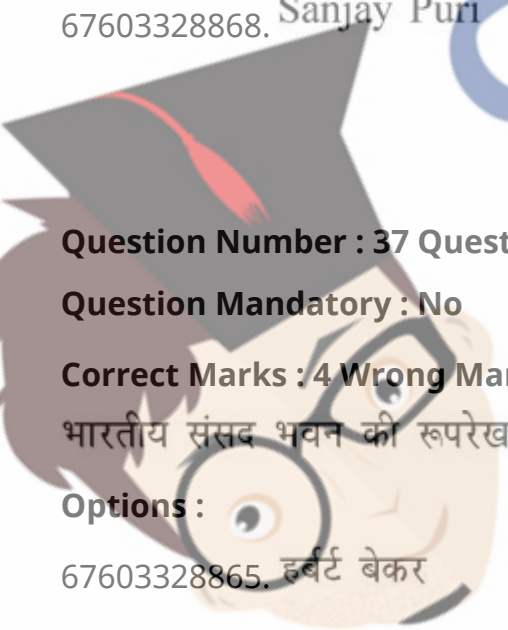 67603328868. Sanjay Puri
Question Number : 37 Quest
Question Mandatory : No
Correct Marks : 4 Wrong Mar
भारतीय संसद भवन की रूपरेख
Options :
67603328865. हर्बर्ट बेकर